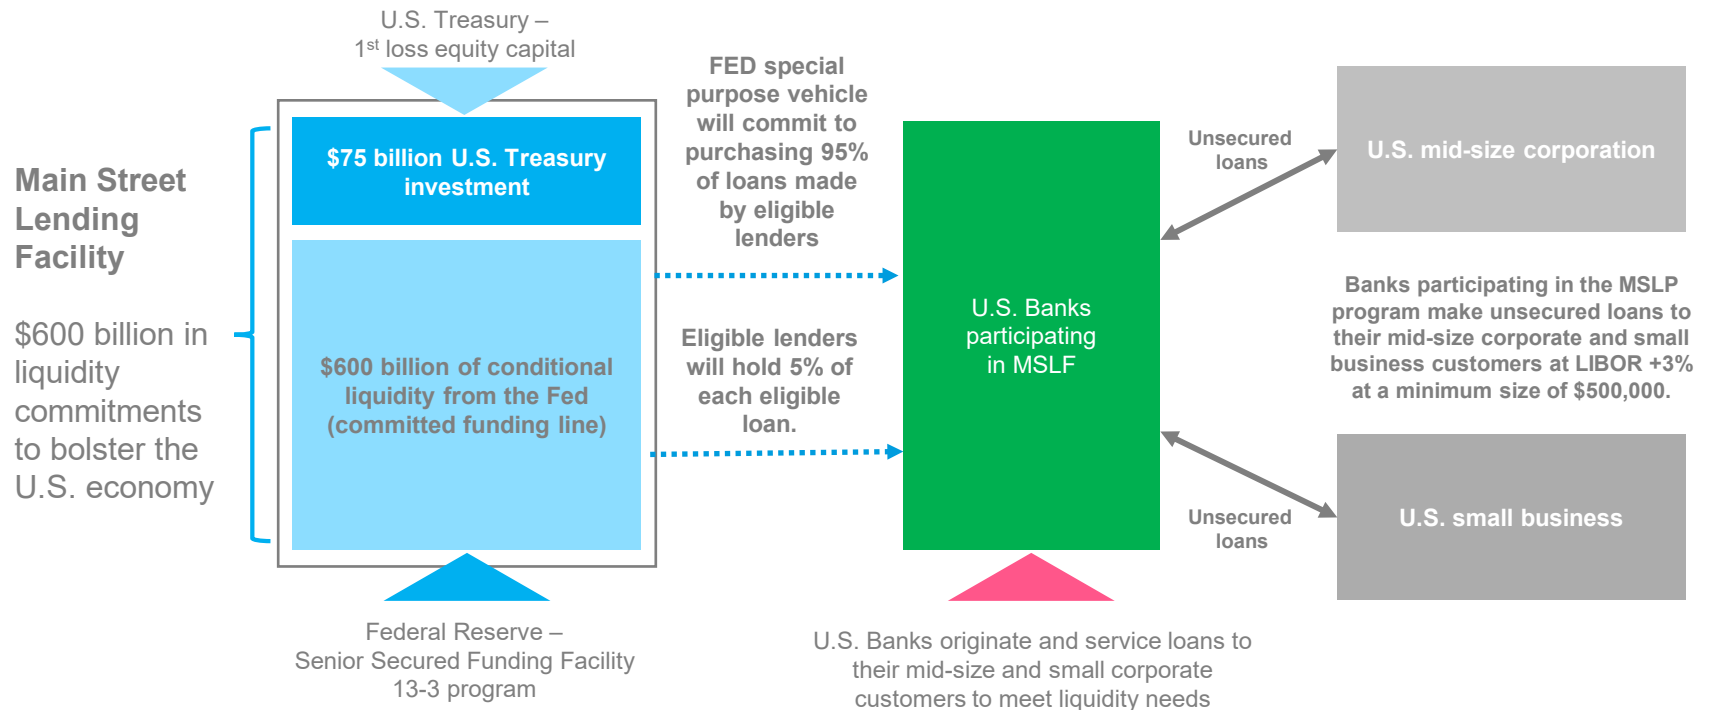 U.S. Treasury –
1st loss equity capital
Main Street
Lending
Facility
$600 billion in
liquidity
commitments
to bolster the
U.S. economy
$75 billion U.S. Treasury
investment
$600 billion of conditional
liquidity from the Fed
(committed funding line)
Federal Reserve –
Senior Secured Funding Facility
13-3 program
FED special
purpose vehicle
will commit to
purchasing 95%
of loans made
by eligible
lenders
Eligible lenders
will hold 5% of
each eligible
loan.
U.S. Banks
participating
in MSLF
U.S. Banks originate and service loans to
their mid-size and small corporate
customers to meet liquidity needs
Unsecured
loans
U.S. mid-size corporation
Banks participating in the MSLP
program make unsecured loans to
their mid-size corporate and small
business customers at LIBOR +3%
at a minimum size of $500,000.
Unsecured
loans
U.S. small business